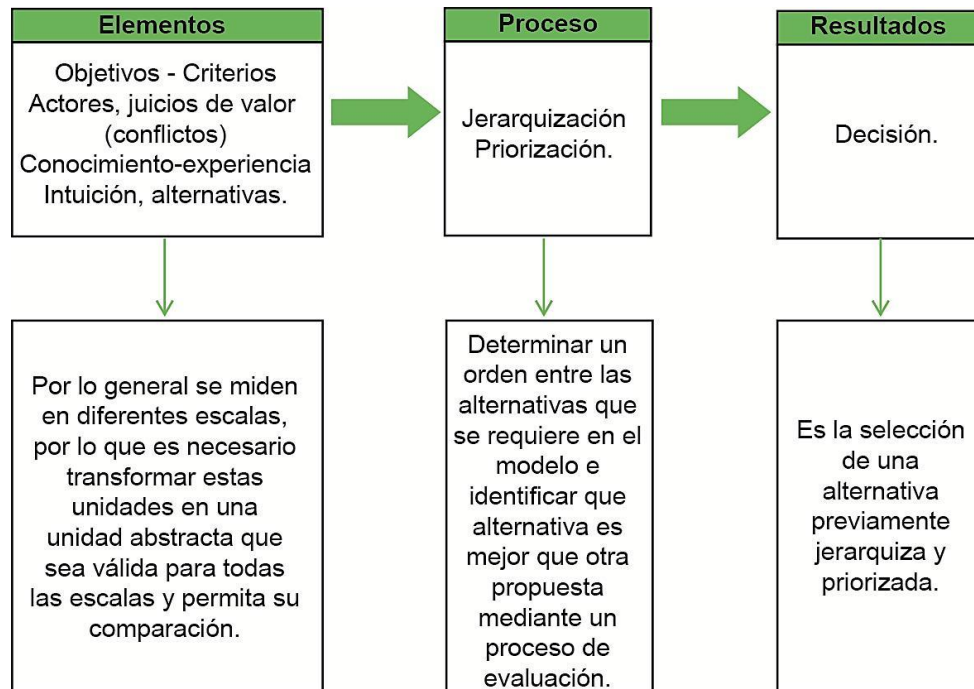 Elementos
Objetivos - Criterios
Actores, juicios de valor
(conflictos)
Conocimiento-experiencia
Intuición, alternativas.
Proceso
Jerarquización
Priorización.
Resultados
Decisión.
Por lo general se miden
en diferentes escalas,
por lo que es necesario
transformar estas
unidades en una
unidad abstracta que
sea válida para todas
las escalas y permita su
comparación.
Determinar un
orden entre las
alternativas que
se requiere en el
modelo e
identificar que
alternativa es
mejor que otra
propuesta
mediante un
proceso de
evaluación.
Es la selección
de una
alternativa
previamente
jerarquiza y
priorizada.